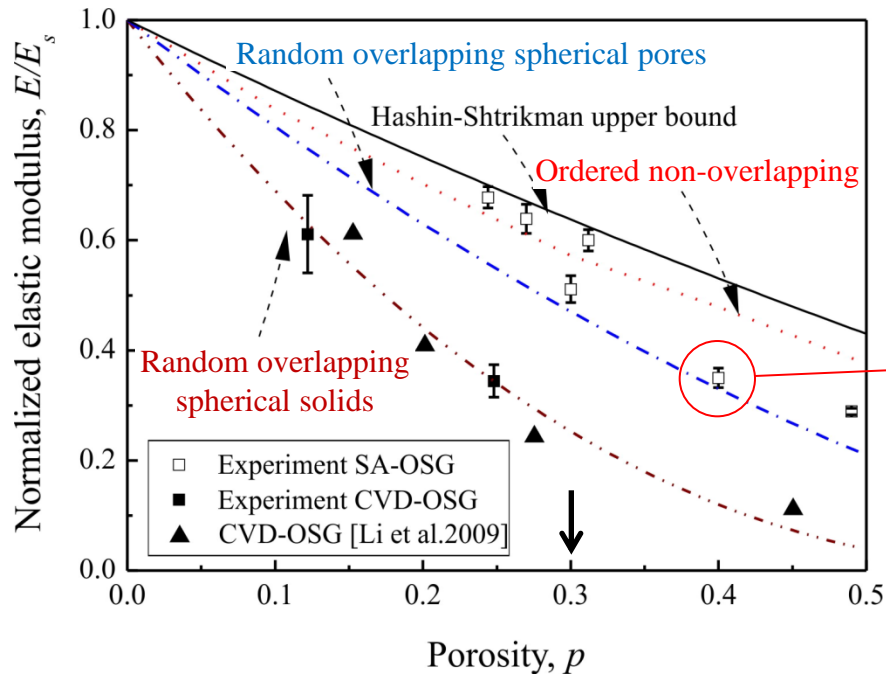 1.0
0.8
0.6
0.4
0.2
0.0
Normalized elastic modulus, E/E_s
Random overlapping spherical pores
Hashin-Shtrikman upper bound
Ordered non-overlapping
Random overlapping
spherical solids
Experiment SA-OSG
Experiment CVD-OSG
CVD-OSG [Li et al.2009]
0.0 0.1 0.2 0.3 0.4 0.5
Porosity, p